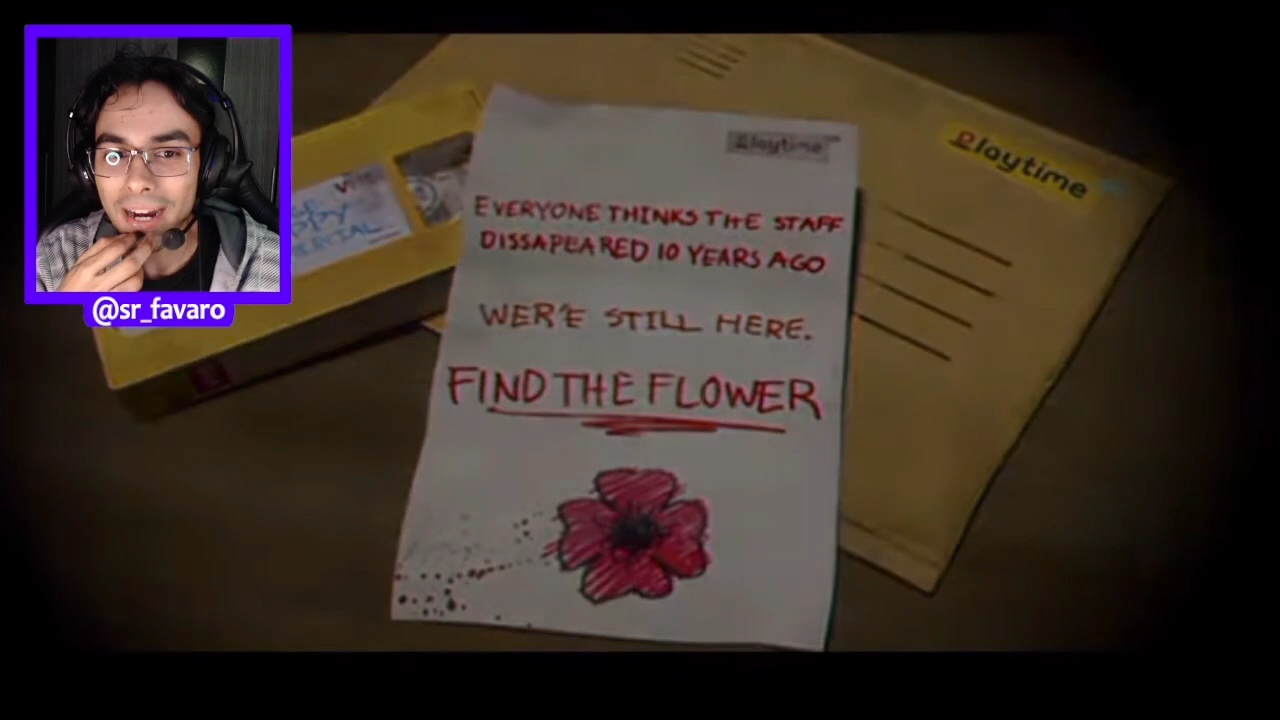 @sr_favaro
Playtime
Playtime
EVERYONE THINKS THE STAFF
DISSAPEARED 10 YEARS AGO
WER'E STILL HERE.
FIND THE FLOWER